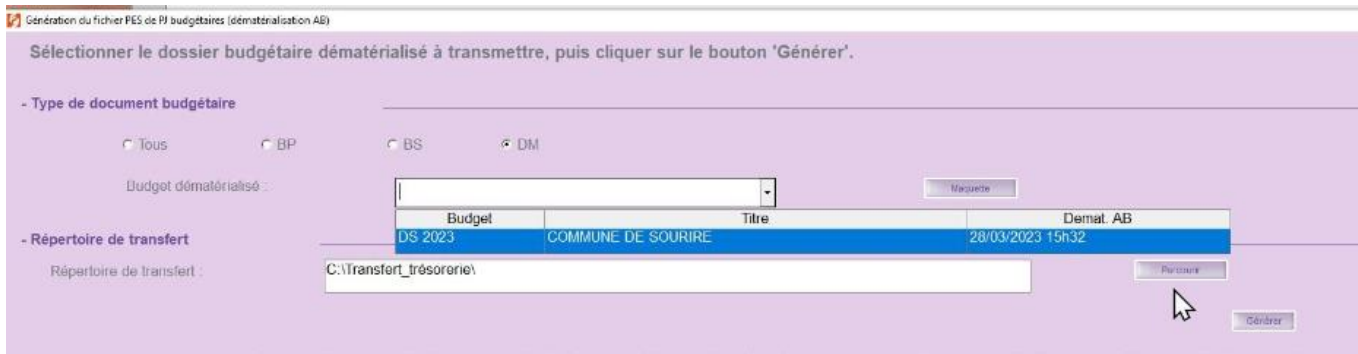 Génération du fichier PES de PJ budgétaires (dématérialisation AB)
Sélectionner le dossier budgétaire dématérialisé à transmettre, puis cliquer sur le bouton 'Générer'.
- Type de document budgétaire
Tous BP BS DM
Budget dématérialisé : Maquette
Budget Titre Demat. AB
DS 2023 COMMUNE DE SOURIRE 28/03/2023 15h32
- Répertoire de transfert
Répertoire de transfert : C:\Transfert_trésorerie\ Parcourir
Générer